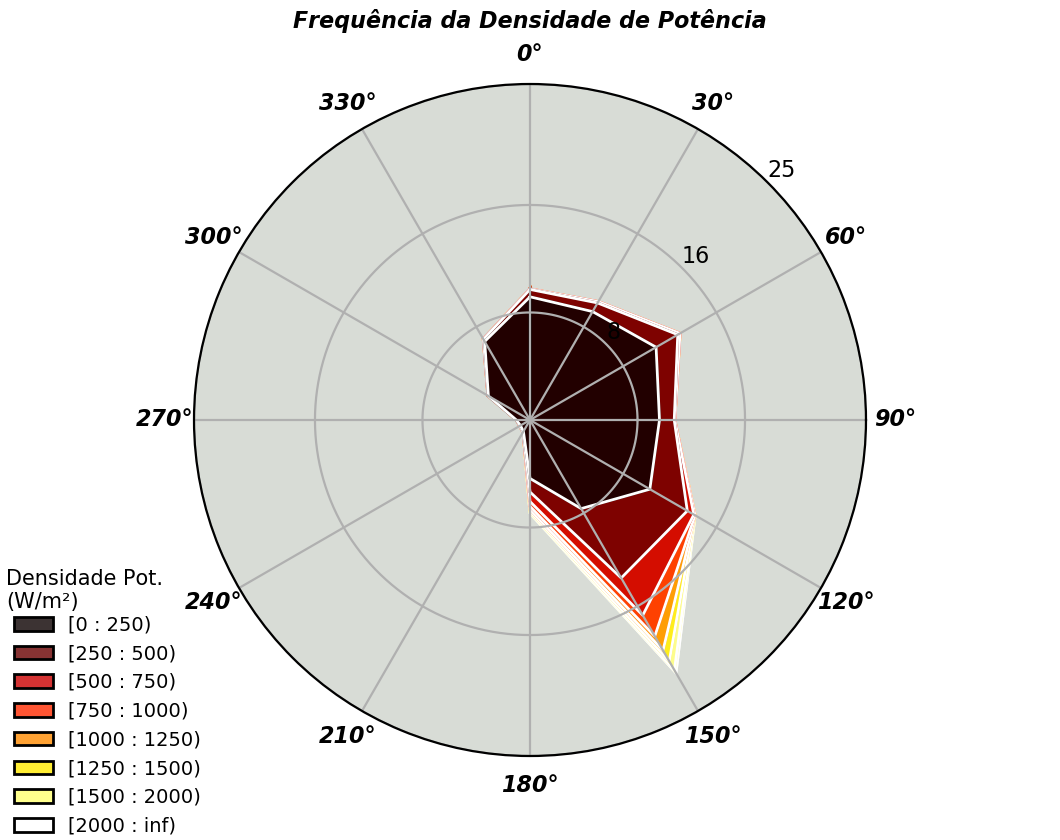 Frequência da Densidade de Potência
0°
330°
30°
25
300°
60°
16
8
270°
90°
Densidade Pot.
(W/m²)
240°
120°
[0 : 250)
[250 : 500)
[500 : 750)
[750 : 1000)
210°
150°
[1000 : 1250)
[1250 : 1500)
180°
[1500 : 2000)
[2000 : inf)